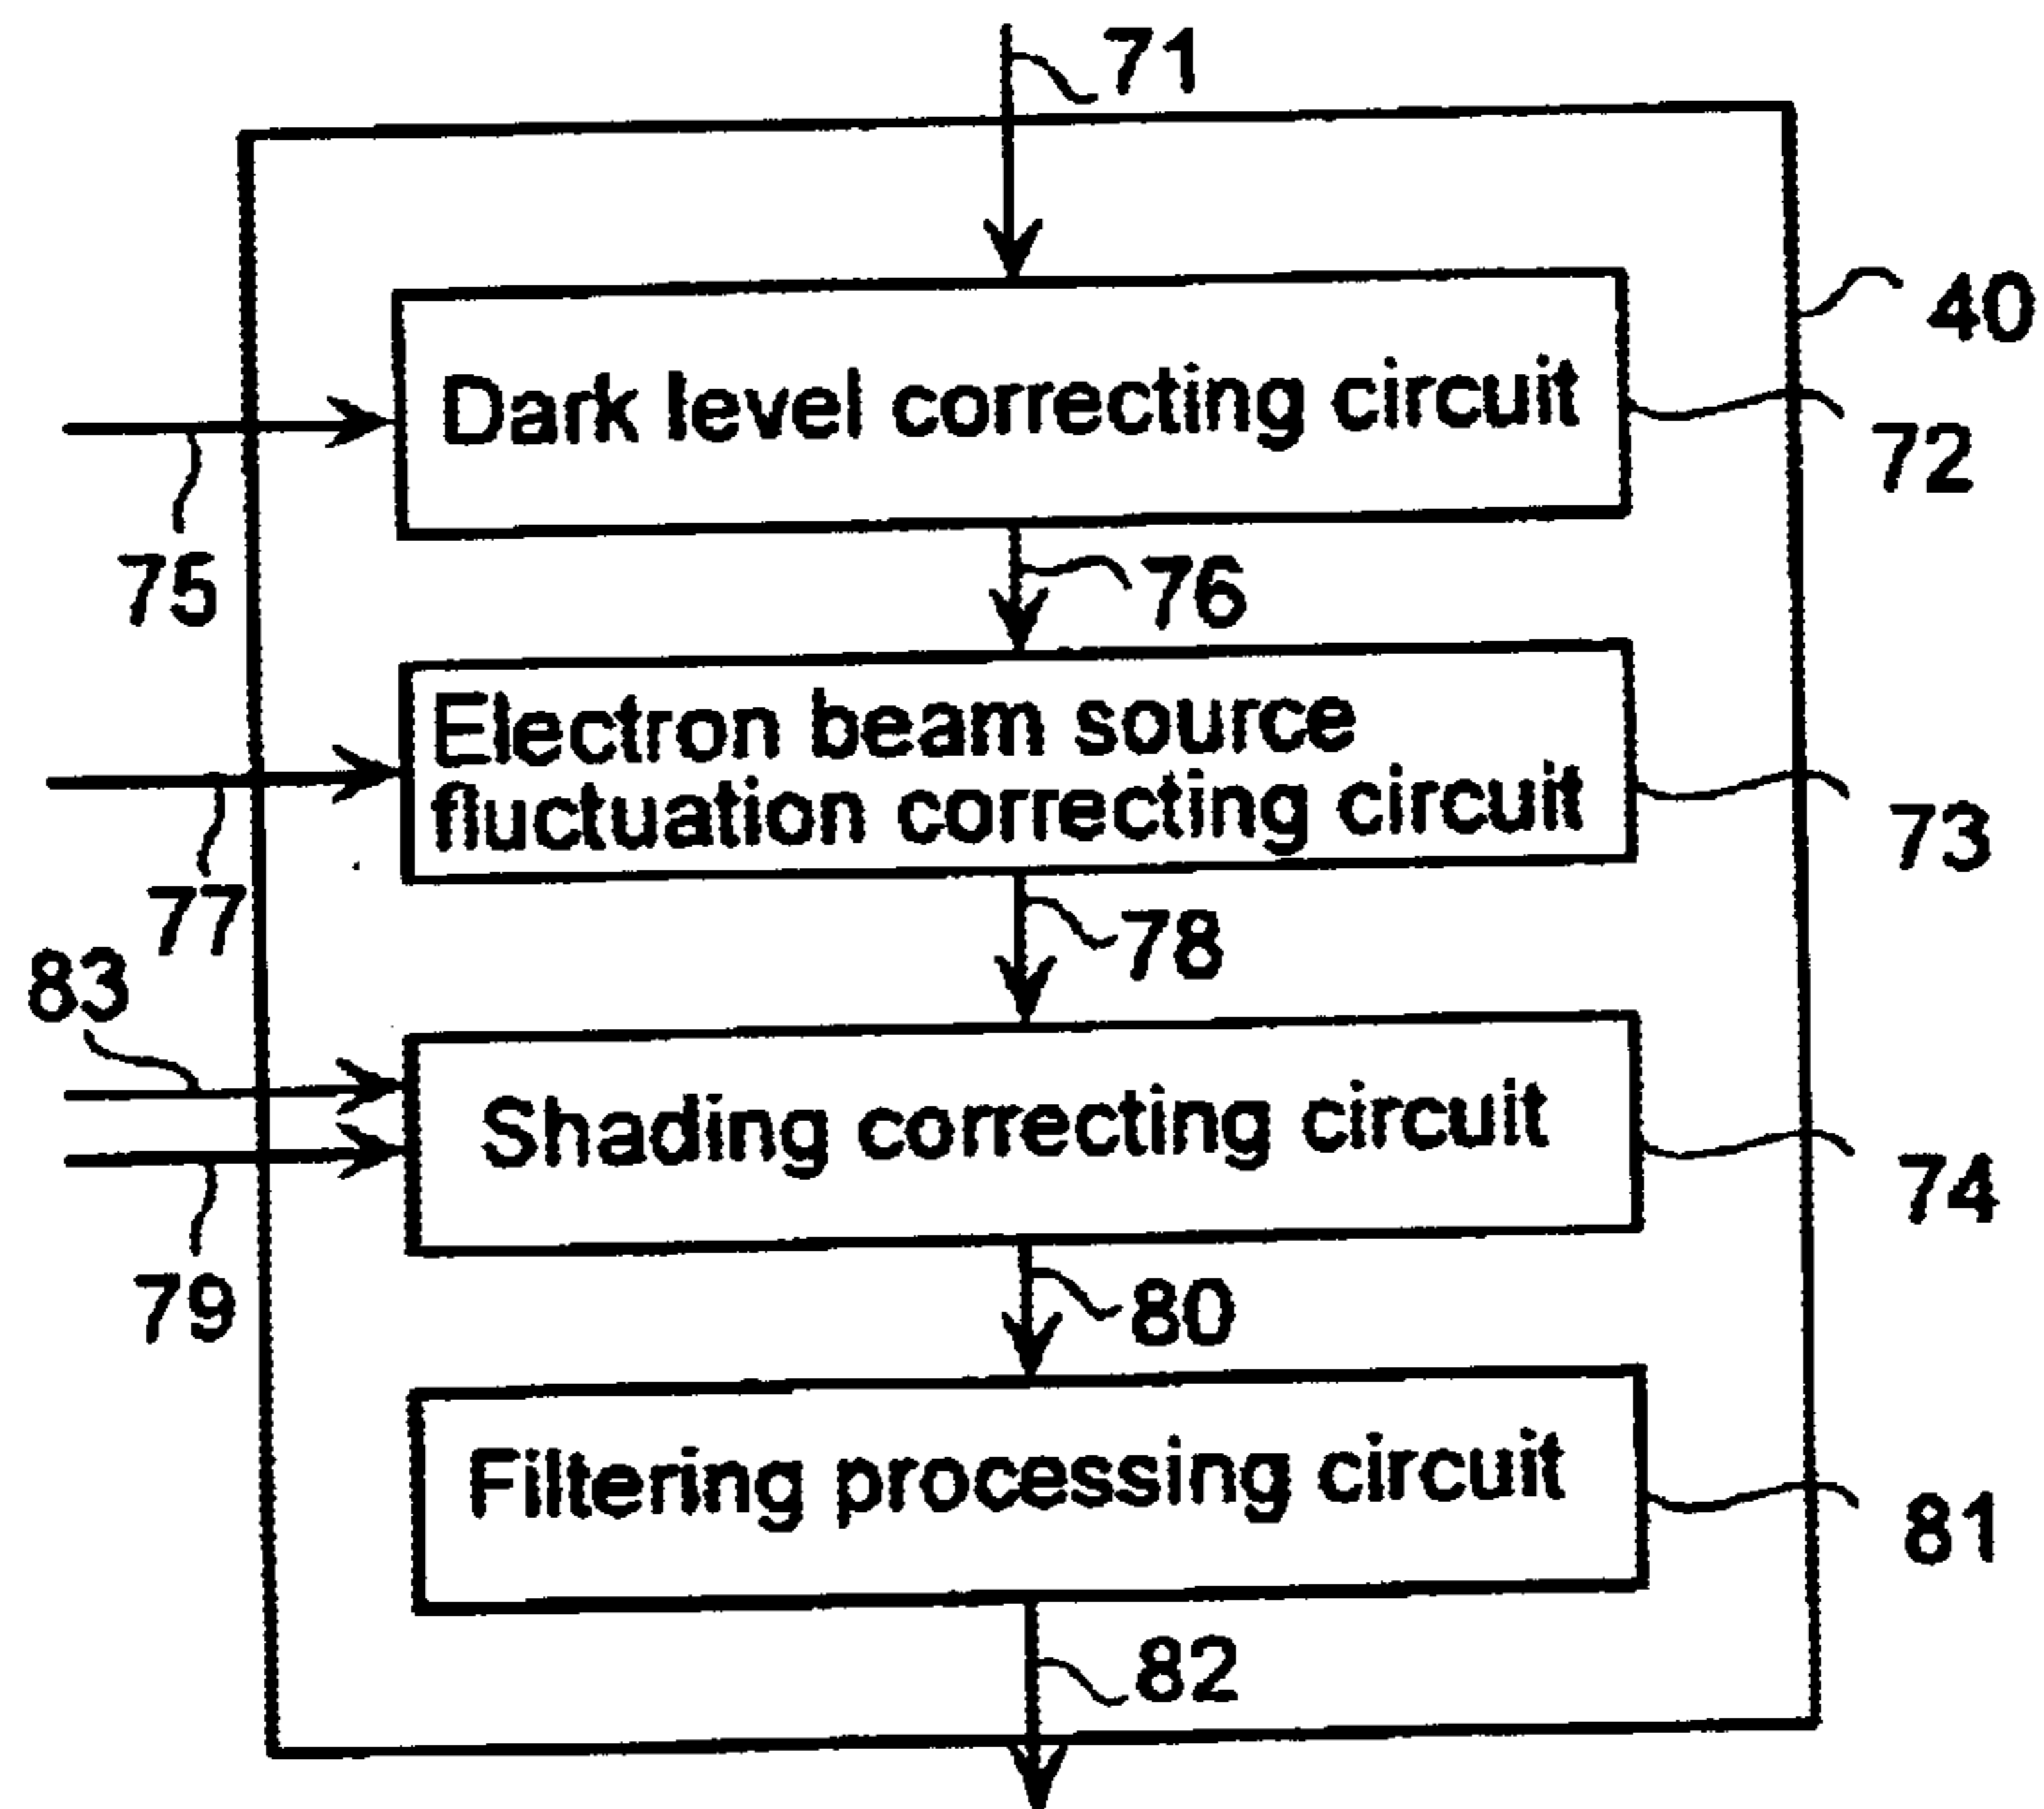 71
40
Dark level correcting circuit
72
75
76
Electron beam source
fluctuation correcting circuit
73
77
78
83
Shading correcting circuit
74
79
80
Filtering processing circuit
81
82